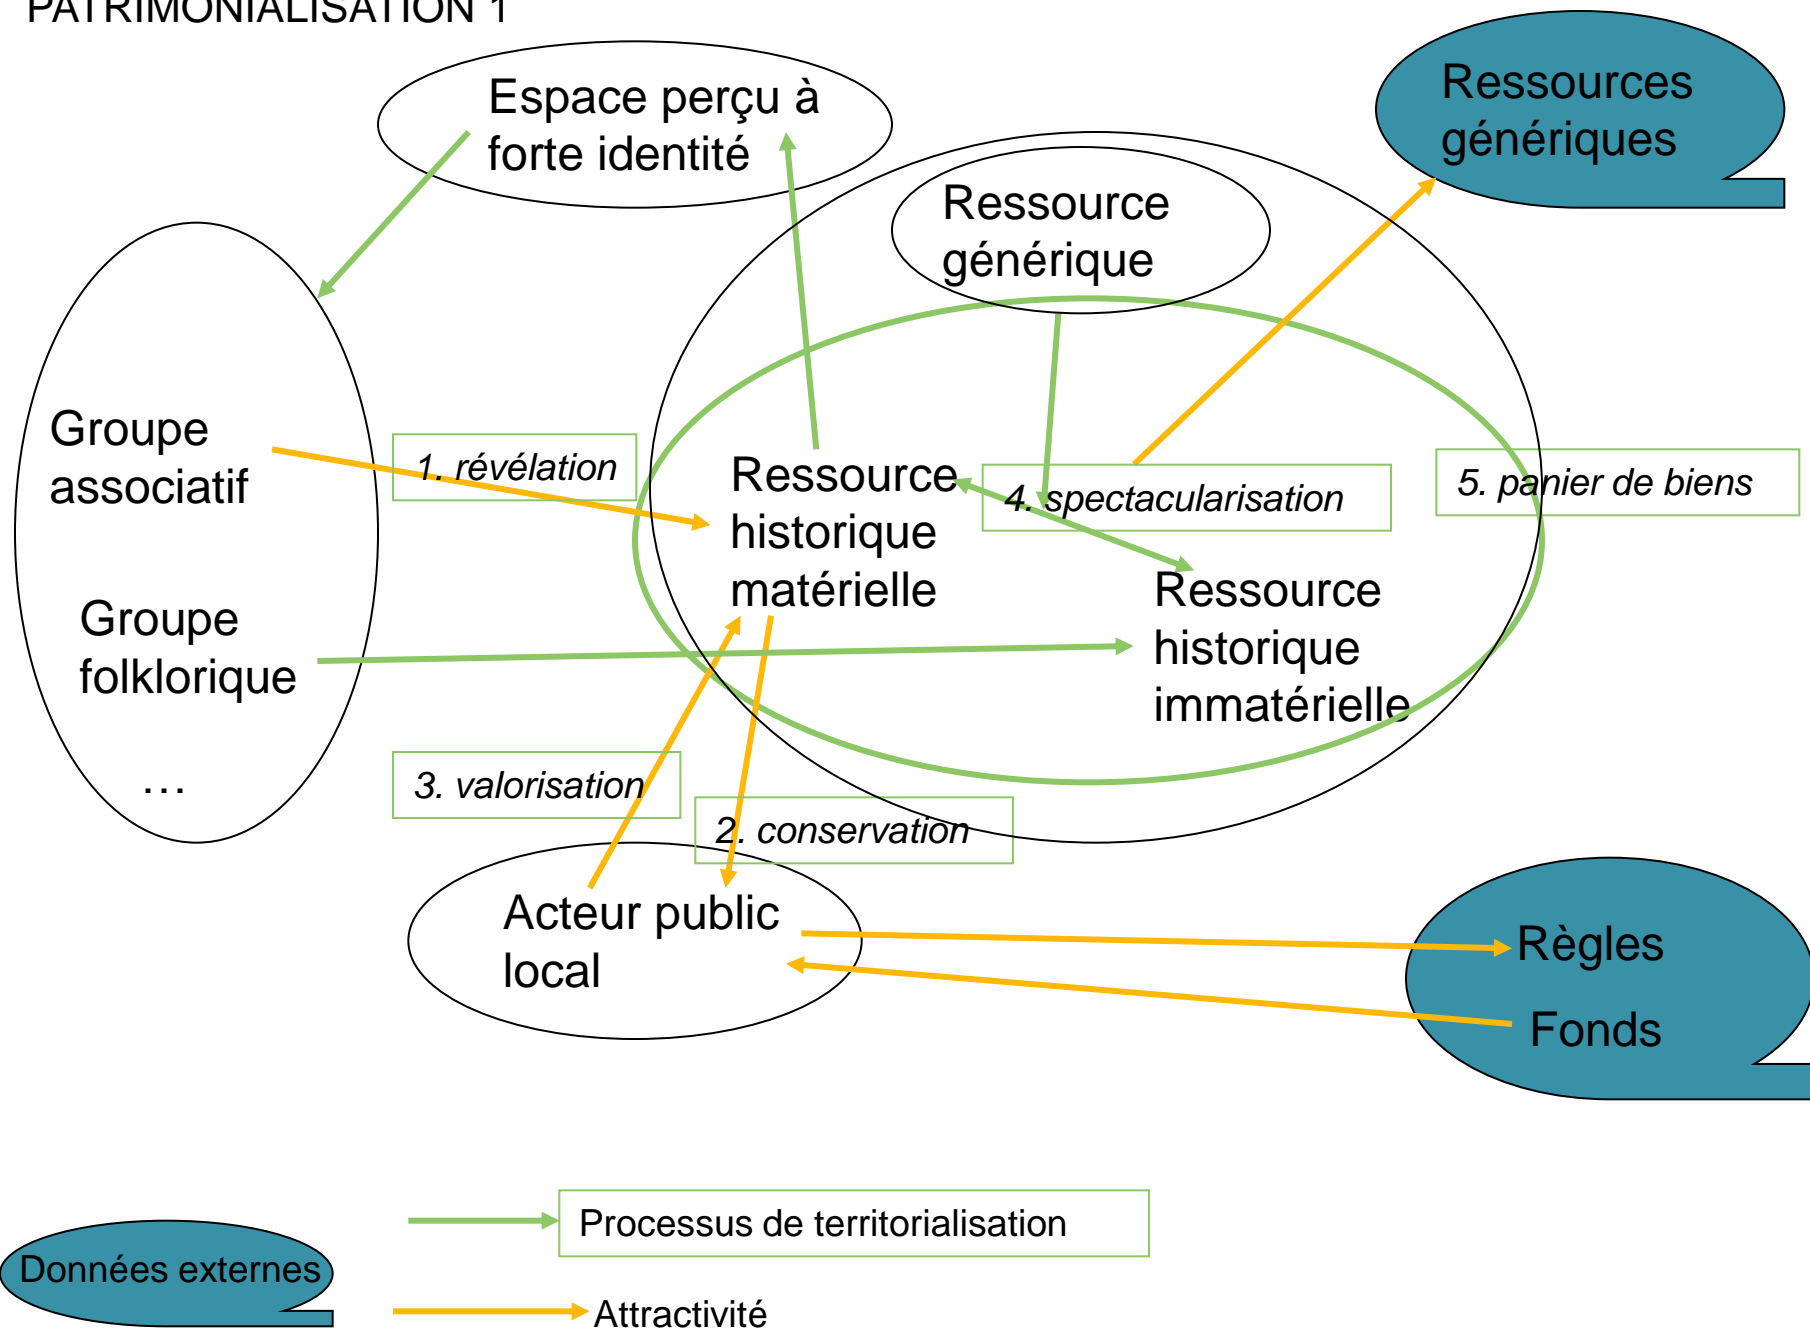 PATRIMONIALISATION 1
Espace perçu à
forte identité
Ressources
génériques
Ressource
générique
Groupe
associatif
1. révélation
Ressource
historique
matérielle
4. spectacularisation
5. panier de biens
Groupe
folklorique
…
Ressource
historique
immatérielle
3. valorisation
2. conservation
Acteur public
local
Règles
Fonds
Processus de territorialisation
Données externes
Attractivité